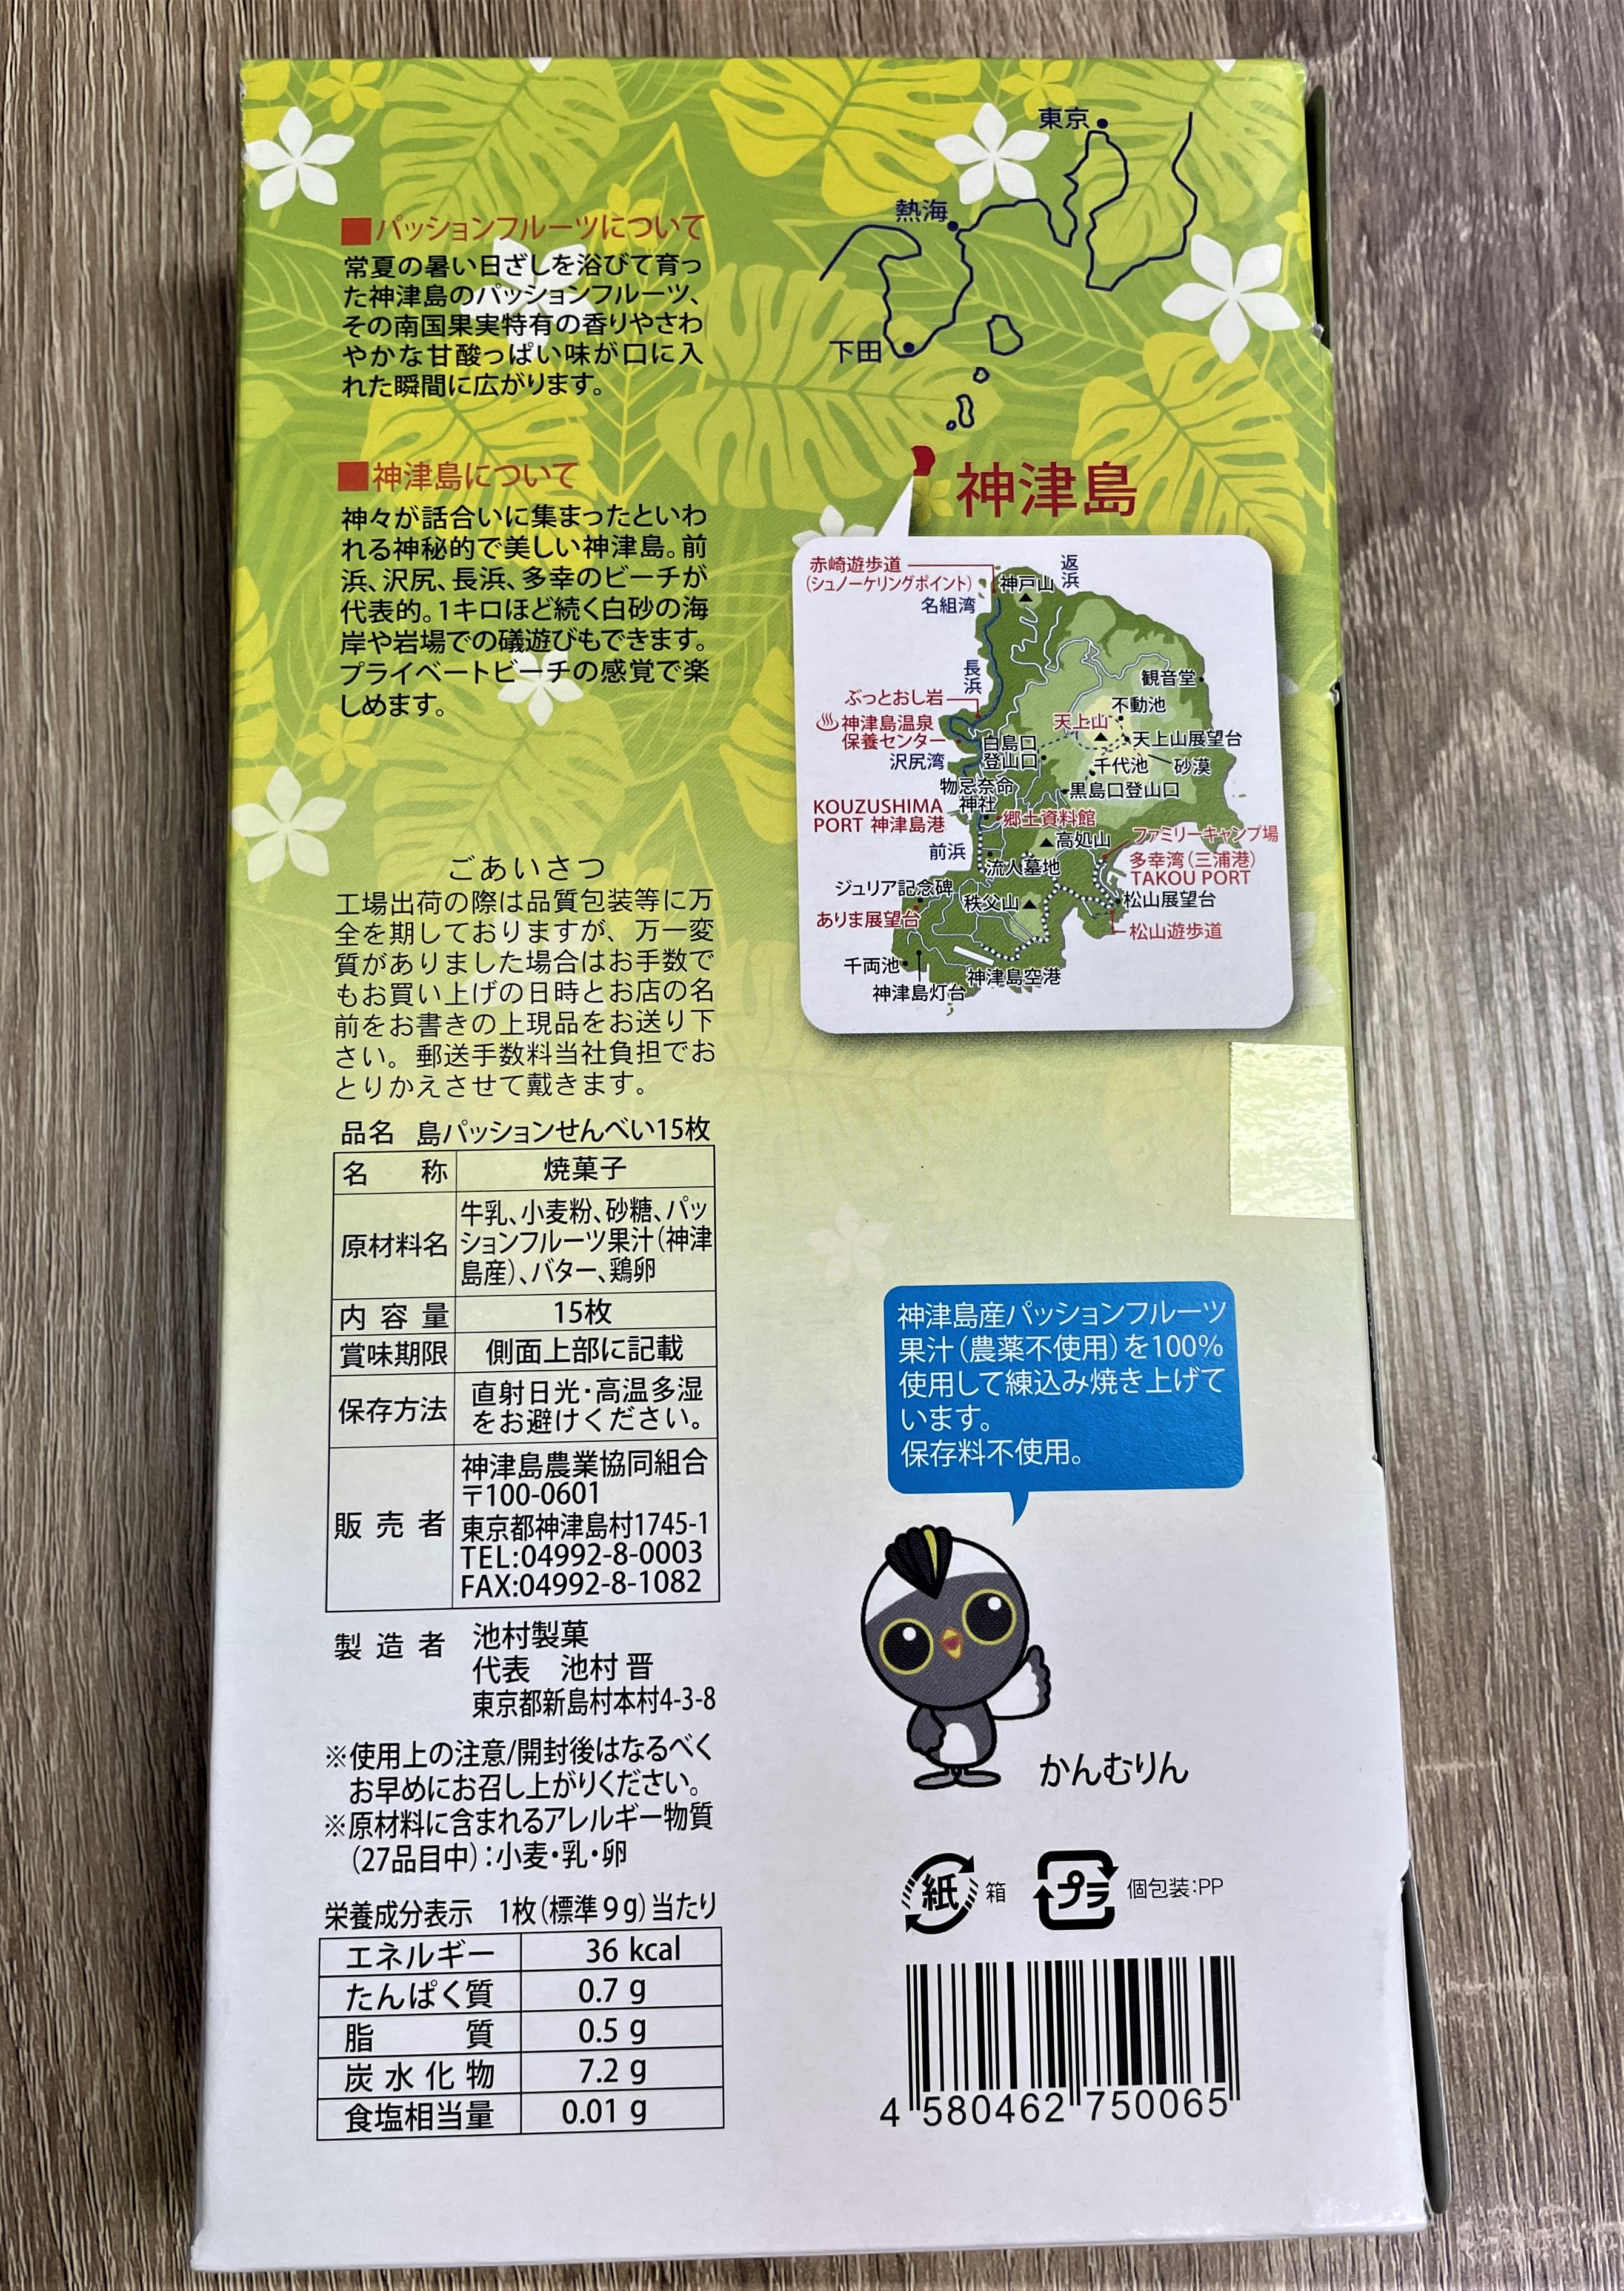 ■パッションフルーツについて
常夏の暑い日ざしを浴びて育っ
た神津島のパッションフルーツ、
その南国果実特有の香りやさわ
やかな甘酸っぱい味が口に入
れた瞬間に広がります。
■神津島について
神々が話合いに集まったといわ
れる神秘的で美しい神津島。前
浜、沢尻、長浜、多幸のビーチが
代表的。1キロほど続く白砂の海
岸や岩場での磯遊びもできます。
プライベートビーチの感覚で楽
しめます。
ごあいさつ
工場出荷の際は品質包装等に万
全を期しておりますが、万一変
質がありました場合はお手数で
もお買い上げの日時とお店の名
前をお書きの上現品をお送り下
さい。郵送手数料当社負担でお
とりかえさせて戴きます。
品名 島パッションせんべい15枚
名 称 焼菓子
原材料名 牛乳、小麦粉、砂糖、パッ
ションフルーツ果汁(神津
島産)、バター、鶏卵
内容量 15枚
賞味期限 側面上部に記載
保存方法 直射日光・高温多湿
をお避けください。
販売者 神津島農業協同組合
〒100-0601
東京都神津島村1745-1
TEL:04992-8-0003
FAX:04992-8-1082
製造者 池村製菓
代表 池村 晋
東京都新島村本村4-3-8
※使用上の注意/開封後はなるべく
お早めにお召し上がりください。
※原材料に含まれるアレルギー物質
(27品目中):小麦・乳・卵
栄養成分表示 1枚(標準9g)当たり
エネルギー 36 kcal
たんぱく質 0.7 g
脂 質 0.5 g
炭水化物 7.2 g
食塩相当量 0.01 g
東京
熱海
下田
神津島
赤崎遊歩道
(シュノーケリングポイント)
返浜
神戸山
名組湾
長浜
観音堂
ぶっとおし岩
不動池
天上山
神津島温泉
保養センター
天上山展望台
白島口
登山口
沢尻湾
千代池
砂漠
物忌奈命
神社
黒島口登山口
KOUZUSHIMA
PORT 神津島港
郷土資料館
高処山
ファミリーキャンプ場
前浜
流人墓地
多幸湾(三浦港)
TAKOU PORT
ジュリア記念碑
秩父山
松山展望台
ありま展望台
松山遊歩道
千両池
神津島空港
神津島灯台
神津島産パッションフルーツ
果汁(農薬不使用)を100%
使用して練込み焼き上げて
います。
保存料不使用。
かんむりん
紙 箱
プラ 個包装:PP
4 580462 750065